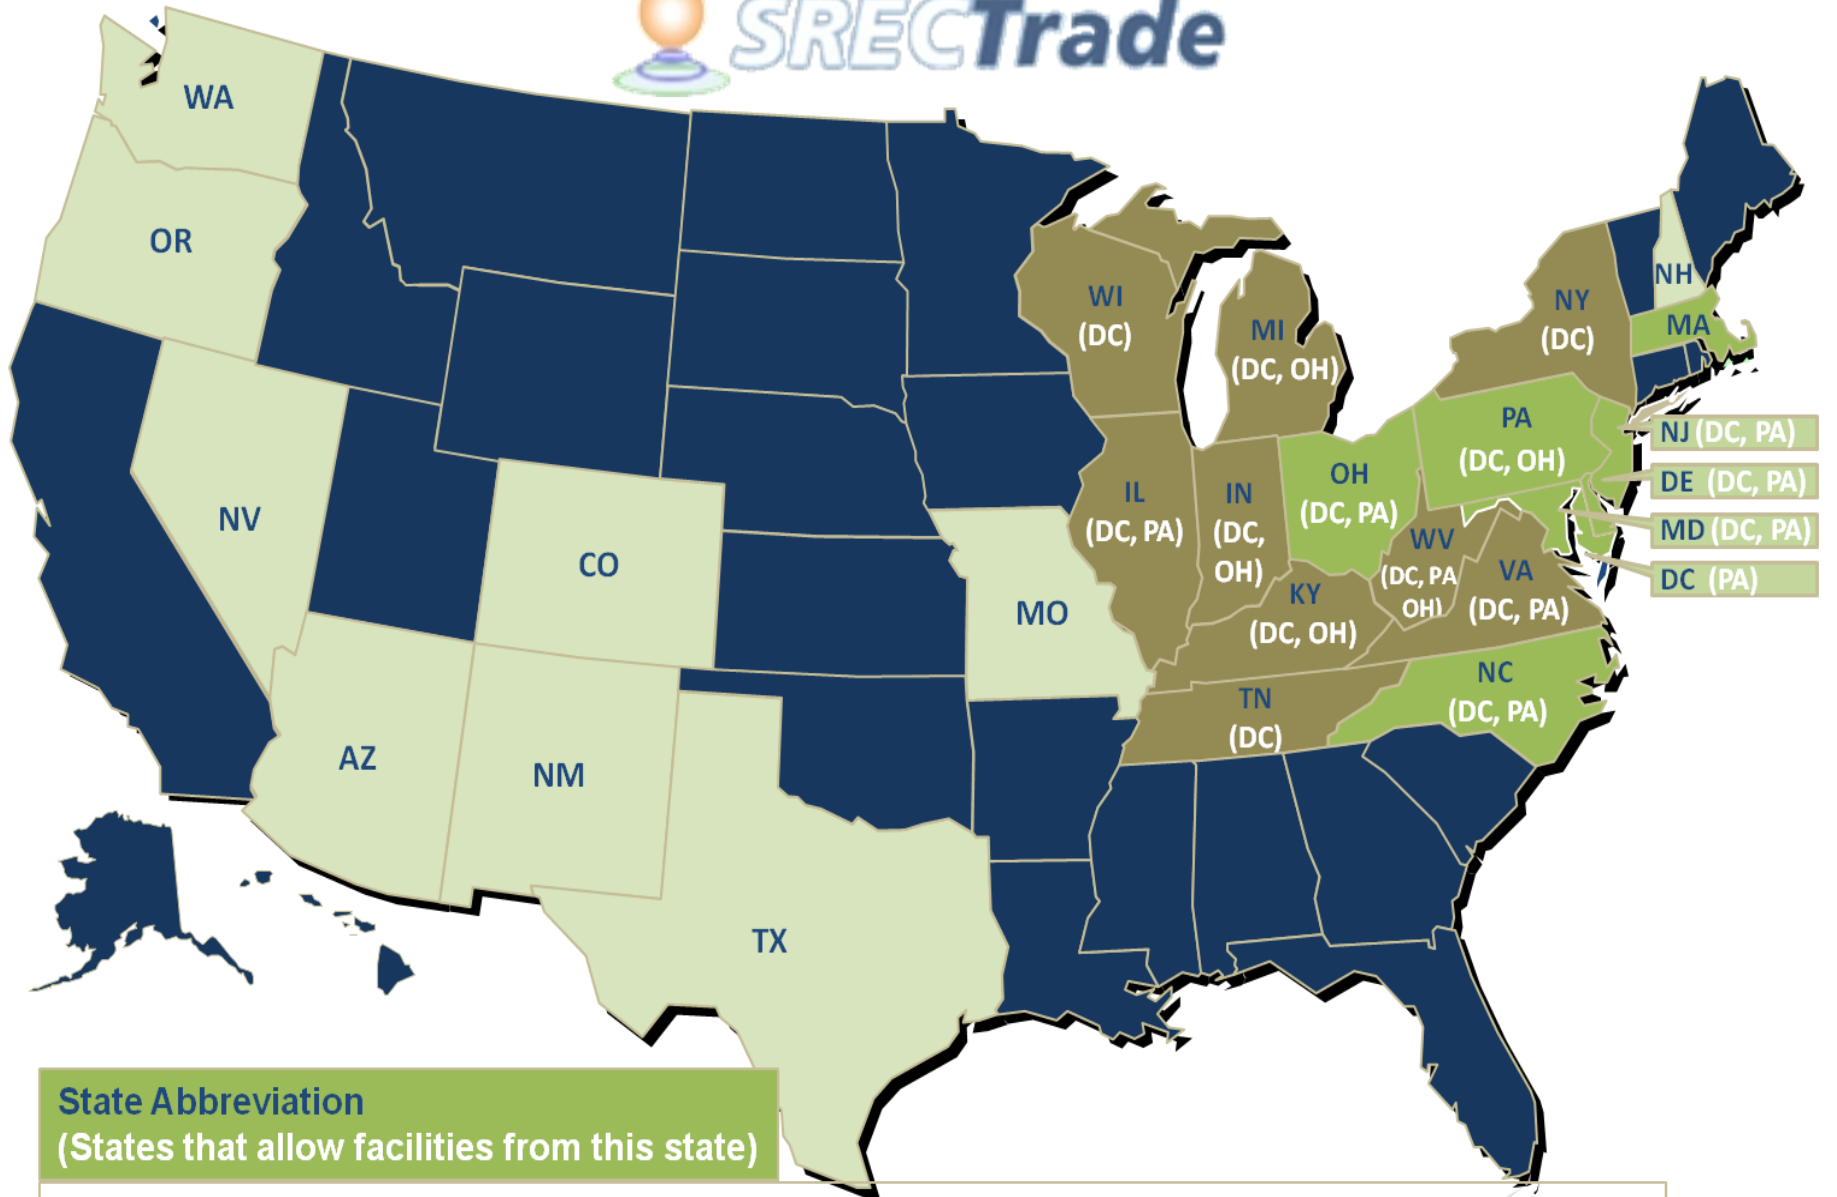 SRECTrade
WA
OR
NV
CO
AZ
NM
TX
MO
WI
(DC)
MI
(DC, OH)
IL
(DC, PA)
IN
(DC,
OH)
OH
(DC, PA)
KY
(DC, OH)
WV
(DC, PA
OH)
VA
(DC, PA)
TN
(DC)
NC
(DC, PA)
PA
(DC, OH)
NY
(DC)
NH
MA
NJ (DC, PA)
DE (DC, PA)
MD (DC, PA)
DC (PA)
State Abbreviation
(States that allow facilities from this state)